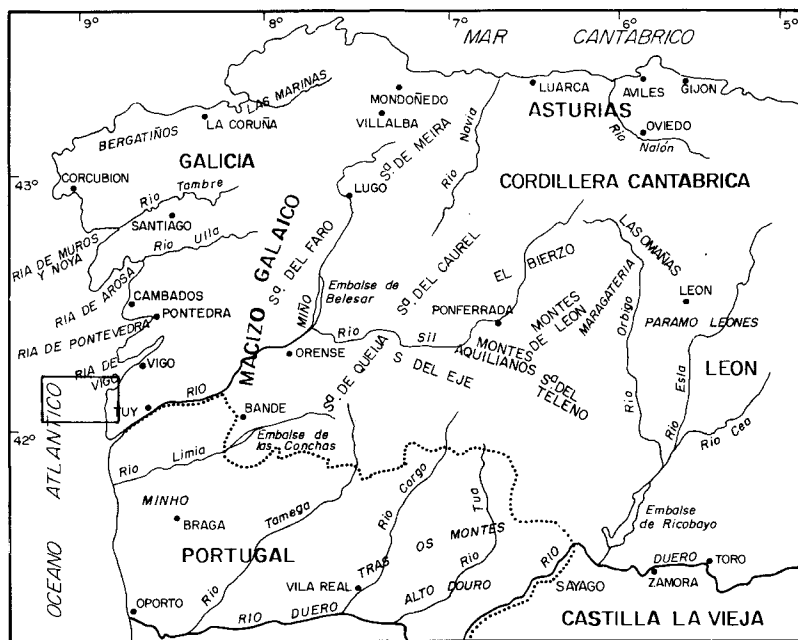 9°
8°
7°
6°
5°
MAR CANTABRICO
LAS MARINAS
MONDOÑEDO
VILLALBA
LUARCA
AVILES
GIJON
ASTURIAS
OVIEDO
Rio Nalón
BERGATIÑOS
LA CORUÑA
GALICIA
Sª. DE MEIRA
Rio Navia
43°
CORCUBION
Rio Tambre
LUGO
CORDILLERA CANTABRICA
SANTIAGO
Rio Ulla
RIA DE MUROS
Y NOYA
MACIZO GALAICO
Sª. DEL FARO
Sª. DEL CAUREL
EL BIERZO
LAS OMAÑAS
RIA DE AROSA
CAMBADOS
PONTEDRA
RIA DE PONTEVEDRA
Embalse de
Belesar
MIÑO
PONFERRADA
MONTES
DE LEON
MARAGATERIA
Orbigo
LEON
PARAMO LEONES
Rio Sil
ORENSE
RIA DE
VIGO
VIGO
Sª. DE QUEIJA
S. DEL EJE
MONTES
AQUILIANOS
Sª. DEL
TELENO
LEON
RIO
TUY
BANDE
Rio
Rio Esla
Rio Cea
42°
Embalse de
las Conchas
Rio Limia
OCEANO ATLANTICO
MINHO
BRAGA
Rio Tamega
Rio Corgo
Rio Tua
Embalse
de Ricobayo
PORTUGAL
TRAS OS MONTES
VILA REAL
ALTO DOURO
RIO DUERO
TORO
SAYAGO
ZAMORA
OPORTO
RIO DUERO
CASTILLA LA VIEJA